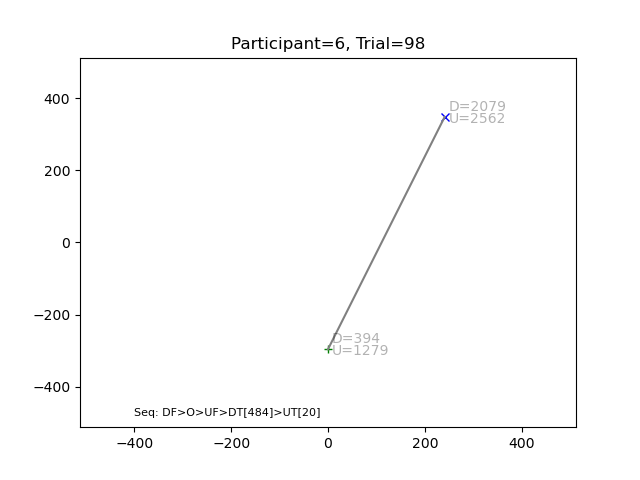 Participant=6, Trial=98
400
200
0
−200
−400
D=2079
U=2562
D=394
U=1279
Seq: DF>O>UF>DT[484]>UT[20]
−400 −200 0 200 400